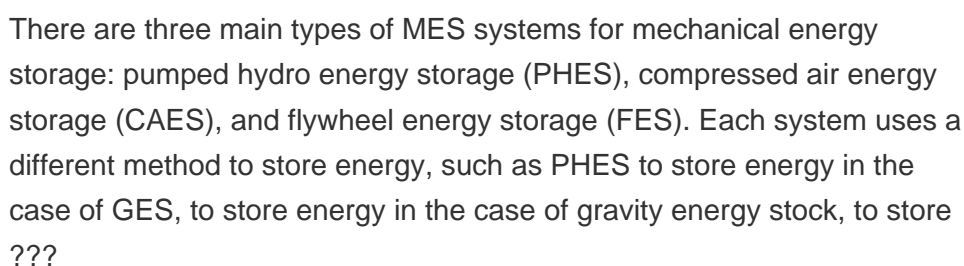 There are three main types of MES systems for mechanical energy
storage: pumped hydro energy storage (PHES), compressed air energy
storage (CAES), and flywheel energy storage (FES). Each system uses a
different method to store energy, such as PHES to store energy in the
case of GES, to store energy in the case of gravity energy stock, to store
???